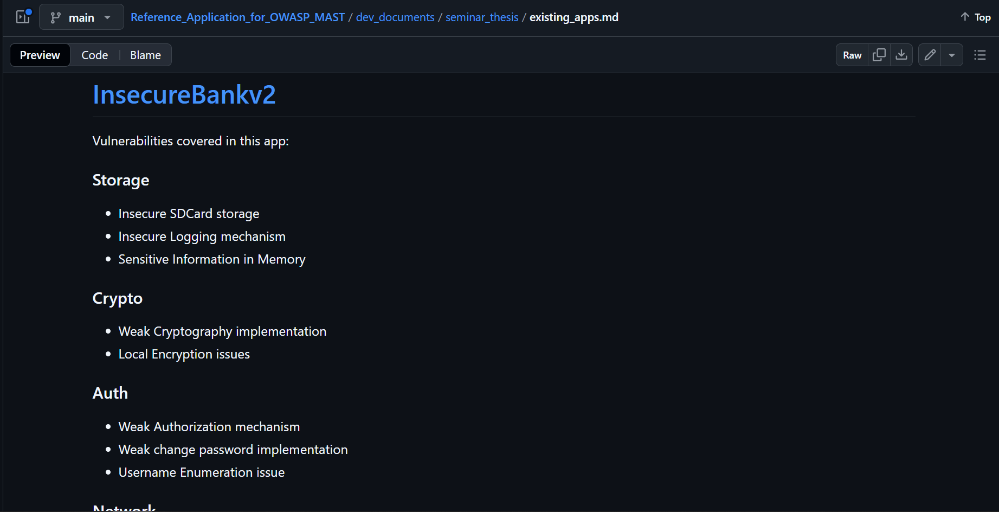 main
Reference_Application_for_OWASP_MAST / dev_documents / seminar_thesis / existing_apps.md
Top
Preview
Code
Blame
Raw
InsecureBankv2
Vulnerabilities covered in this app:
Storage
• Insecure SDCard storage
• Insecure Logging mechanism
• Sensitive Information in Memory
Crypto
• Weak Cryptography implementation
• Local Encryption issues
Auth
• Weak Authorization mechanism
• Weak change password implementation
• Username Enumeration issue
Network